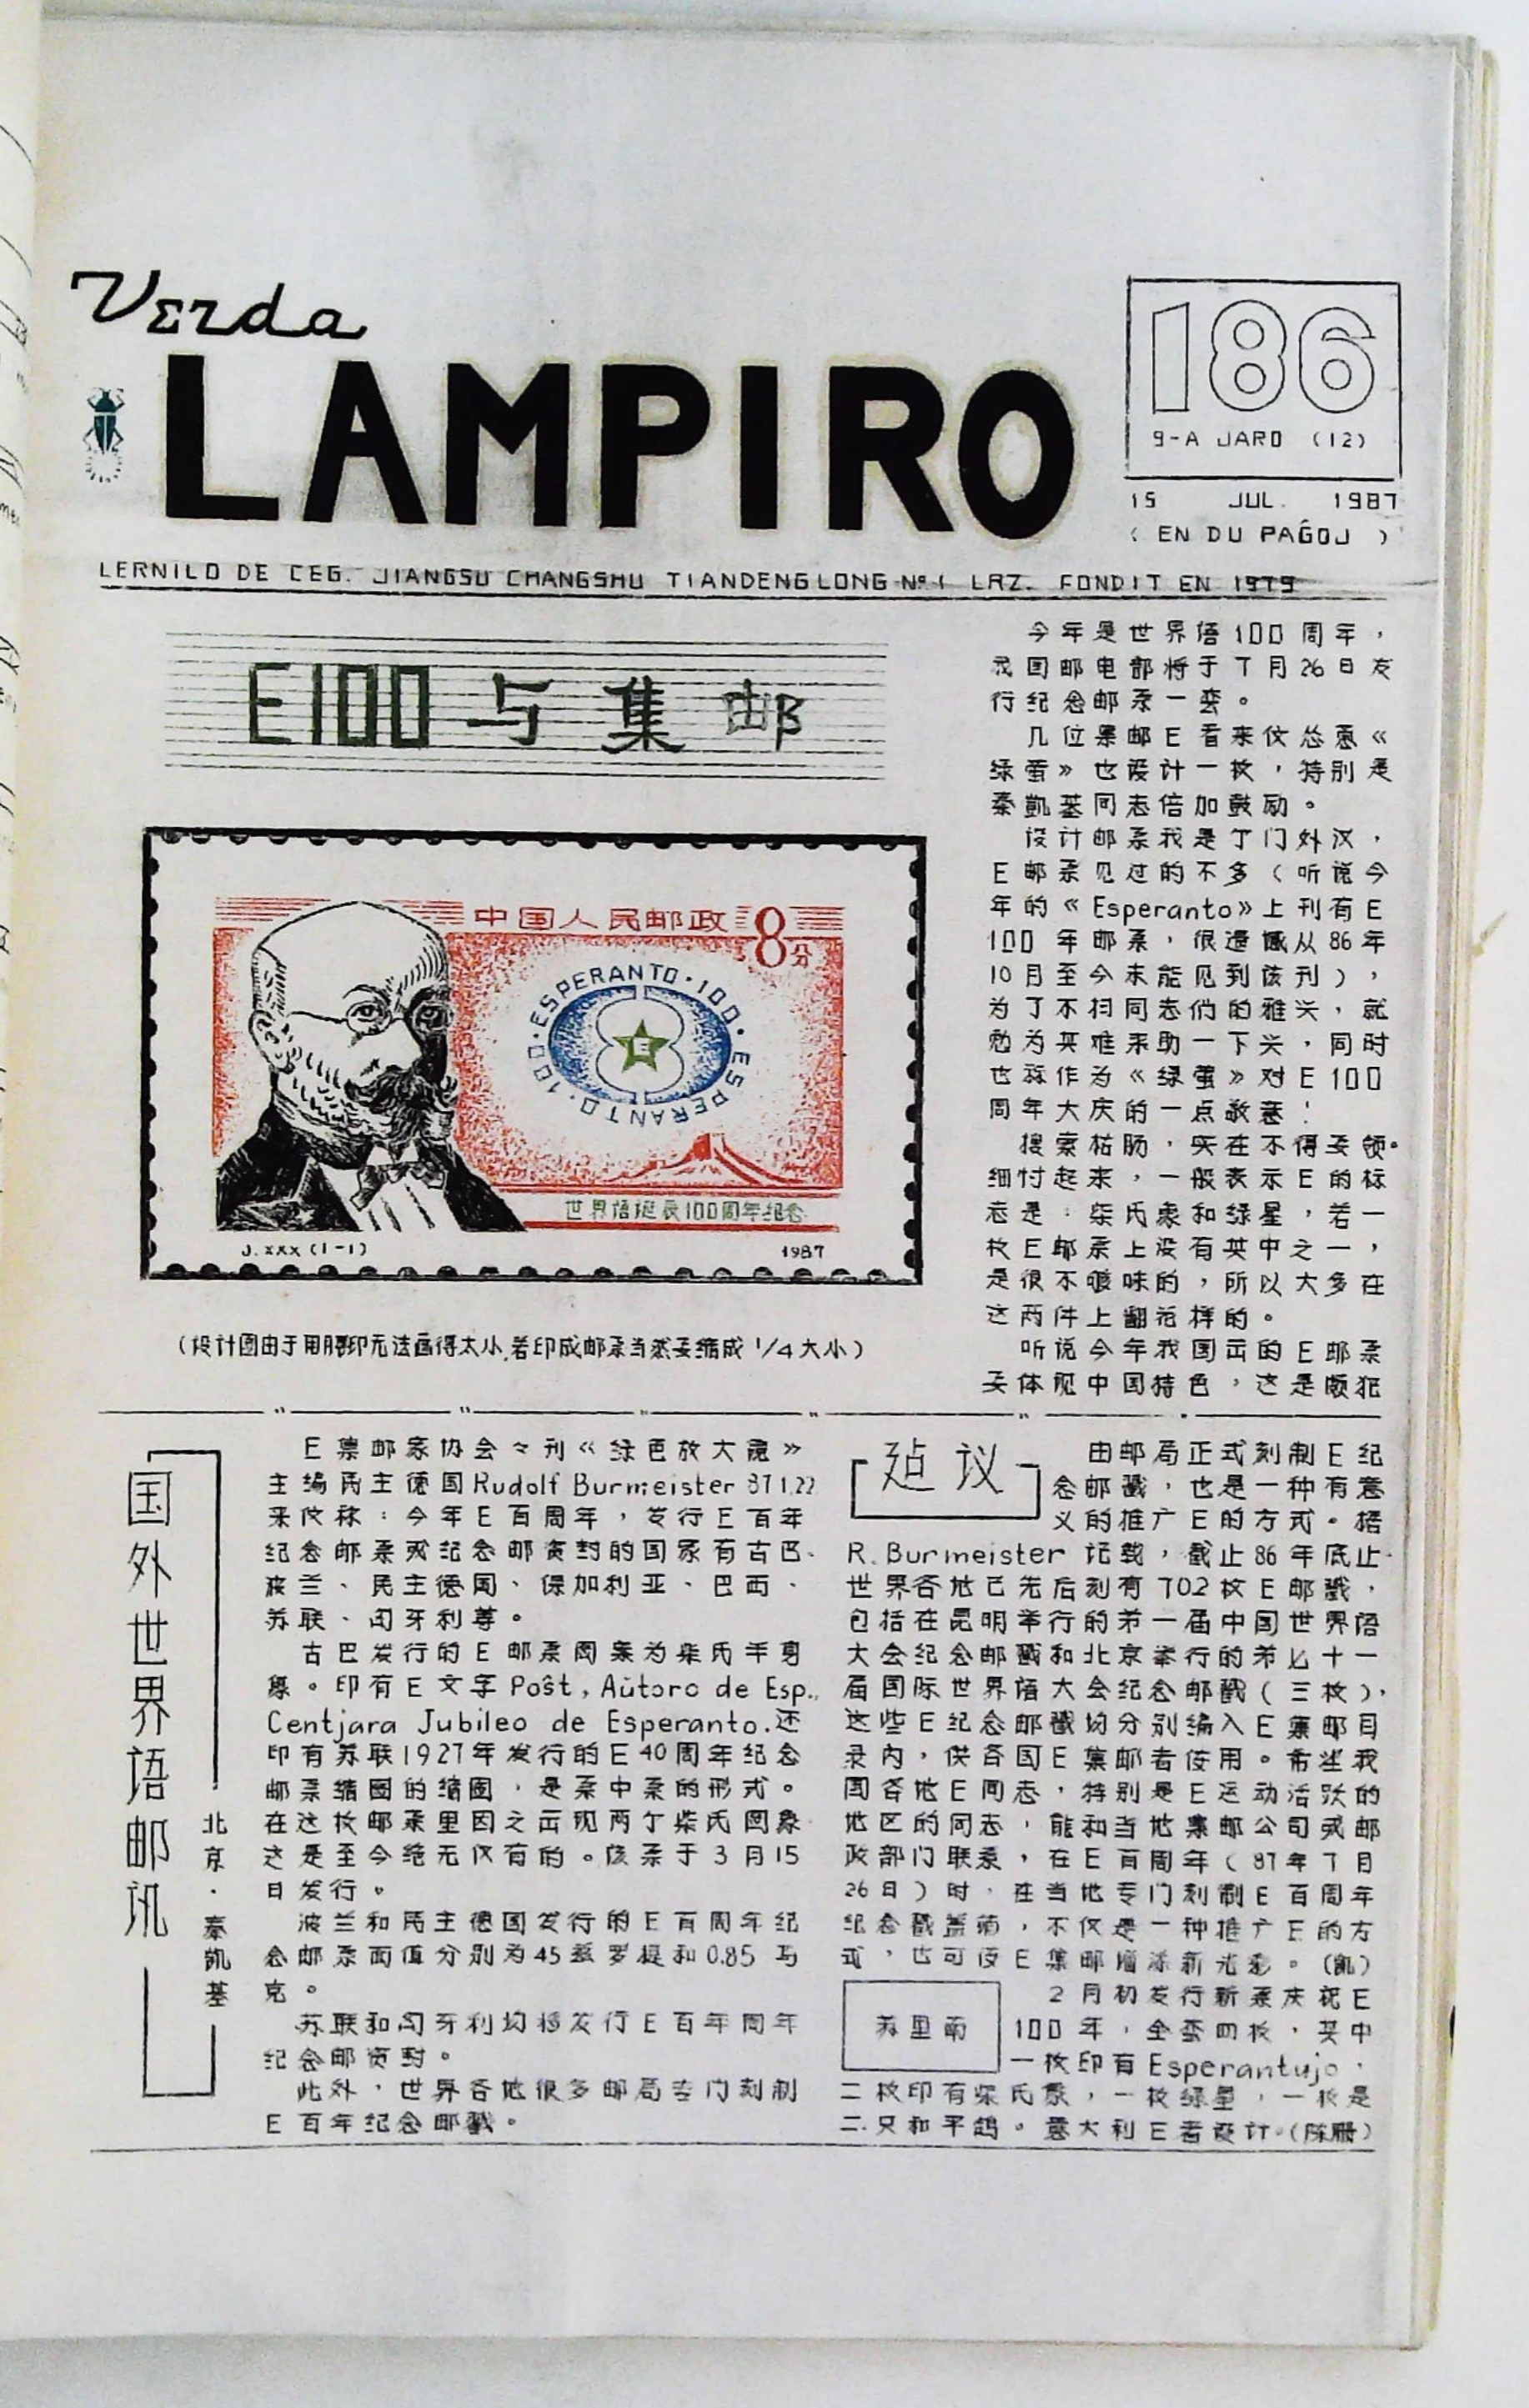 Verda
LAMPIRO
186
9-A JARO (12)
15 JUL. 1987
(EN DU PAĜOJ)
LERNILO DE CEG. JIANGSU CHANGSHU TIANDENGLONG №1 LRZ. FONDIT EN 1979
E100与集邮
中国人民邮政 8分
ESPERANTO·100·ESPERANTO·100·
E
世界语诞辰100周年纪念
J.XXX(1-1) 1987
(设计图由于用胶印无法画得太小,若印成邮票当然要缩成1/4大小)
今年是世界语100周年,
我国邮电部将于7月26日发
行纪念邮票一套。
几位集邮E者来信怂恿《
绿萤》也设计一枚,特别是
秦凯基同志倍加鼓励。
设计邮票我是个门外汉,
E邮票见过的不多(听说今
年的《Esperanto》上刊有E
100年邮票,很遗憾从86年
10月至今未能见到该刊),
为了不扫同志们的雅兴,就
勉为其难来助一下兴,同时
也算作为《绿萤》对E100
周年大庆的一点敬意!
搜索枯肠,实在不得要领。
细忖起来,一般表示E的标
志是:柴氏象和绿星,若一
枚E邮票上没有其中之一,
是很不够味的,所以大多在
这两件上翻花样的。
听说今年我国出的E邮票
要体现中国特色,这是颇犯
国外世界语邮讯
北京·秦凯基
E集邮家协会会刊《绿色放大镜》
主编民主德国Rudolf Burmeister 87.1.22
来信称:今年E百周年,发行E百年
纪念邮票或纪念邮资封的国家有古巴、
波兰、民主德国、保加利亚、巴西、
苏联、匈牙利等。
古巴发行的E邮票图案为柴氏半身
象。印有E文字Poŝt, Aŭtoro de Esp.,
Centjara Jubileo de Esperanto.还
印有苏联1927年发行的E40周年纪念
邮票缩图的缩图,是票中票的形式。
在这枚邮票里因之出现两个柴氏图象
这是至今绝无仅有的。该票于3月15
日发行。
波兰和民主德国发行的E百周年纪
念邮票面值分别为45兹罗提和0.85马
克。
苏联和匈牙利均将发行E百年周年
纪念邮资封。
此外,世界各地很多邮局专门刻制
E百年纪念邮戳。
建议
由邮局正式刻制E纪
念邮戳,也是一种有意
义的推广E的方式。据
R.Burmeister记载,截止86年底止
世界各地已先后刻有702枚E邮戳,
包括在昆明举行的第一届中国世界语
大会纪念邮戳和北京举行的第七十一
届国际世界语大会纪念邮戳(三枚),
这些E纪念邮戳均分别编入E集邮目
录内,供各国E集邮者使用。希望我
国各地E同志,特别是E运动活跃的
地区的同志,能和当地集邮公司或邮
政部门联系,在E百周年(87年7月
26日)时,在当地专门刻制E百周年
纪念戳盖销,不仅是一种推广E的方
式,也可使E集邮增添新光彩。(凯)
苏里南
2月初发行新票庆祝E
100年,全套四枚,其中
一枚印有Esperantujo,
二枚印有柴氏象,一枚绿星,一枚是
二只和平鸽。意大利E者设计。(陈珊)